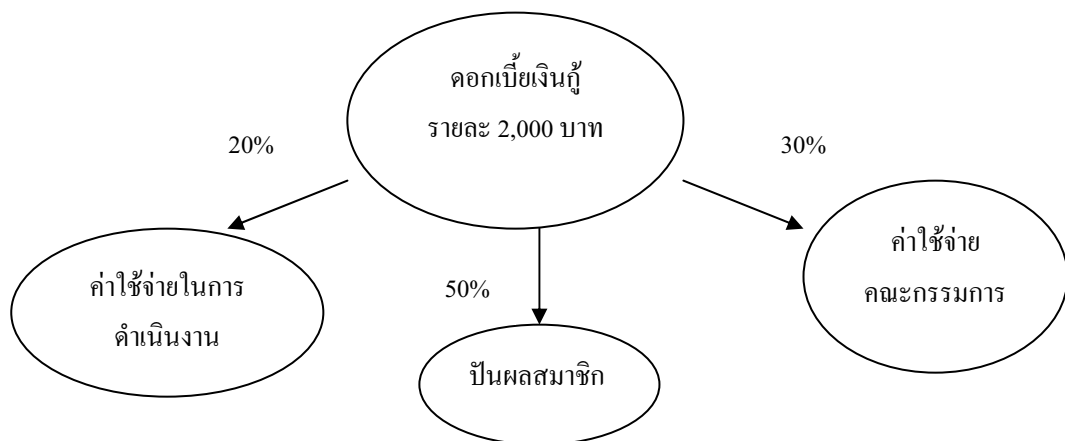 ดอกเบี้ยเงินกู้
รายละ 2,000 บาท
20%
30%
ค่าใช้จ่าย
คณะกรรมการ
ค่าใช้จ่ายในการ
ดำเนินงาน
50%
ปันผลสมาชิก